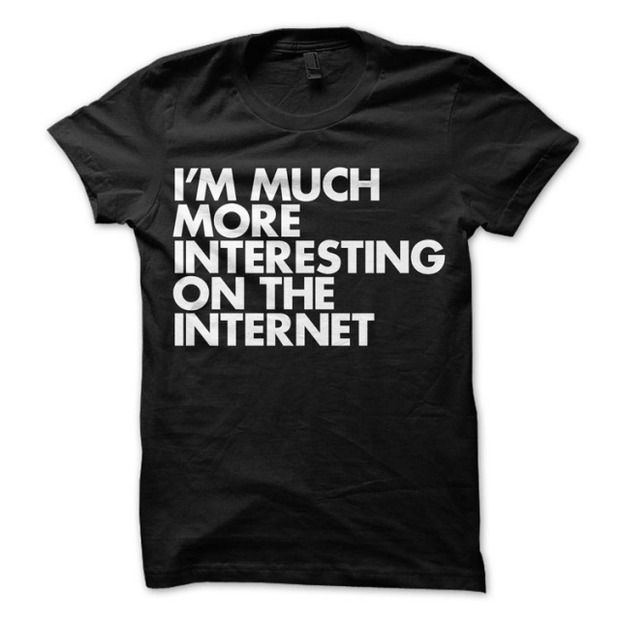 I'M MUCH
MORE
INTERESTING
ON THE
INTERNET